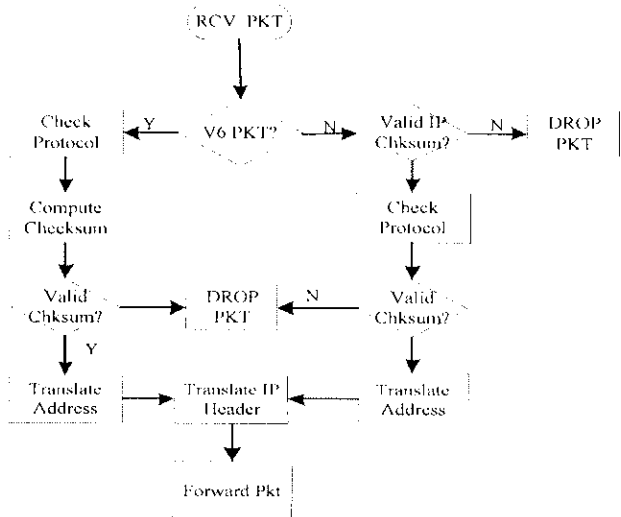 RCV PKT
Check
Protocol
Y
V6 PKT?
N
Valid IP
Chksum?
N
DROP
PKT
Compute
Checksum
Check
Protocol
Valid
Chksum?
DROP
PKT
N
Valid
Chksum?
Y
Translate
Address
Translate IP
Header
Translate
Address
Forward Pkt